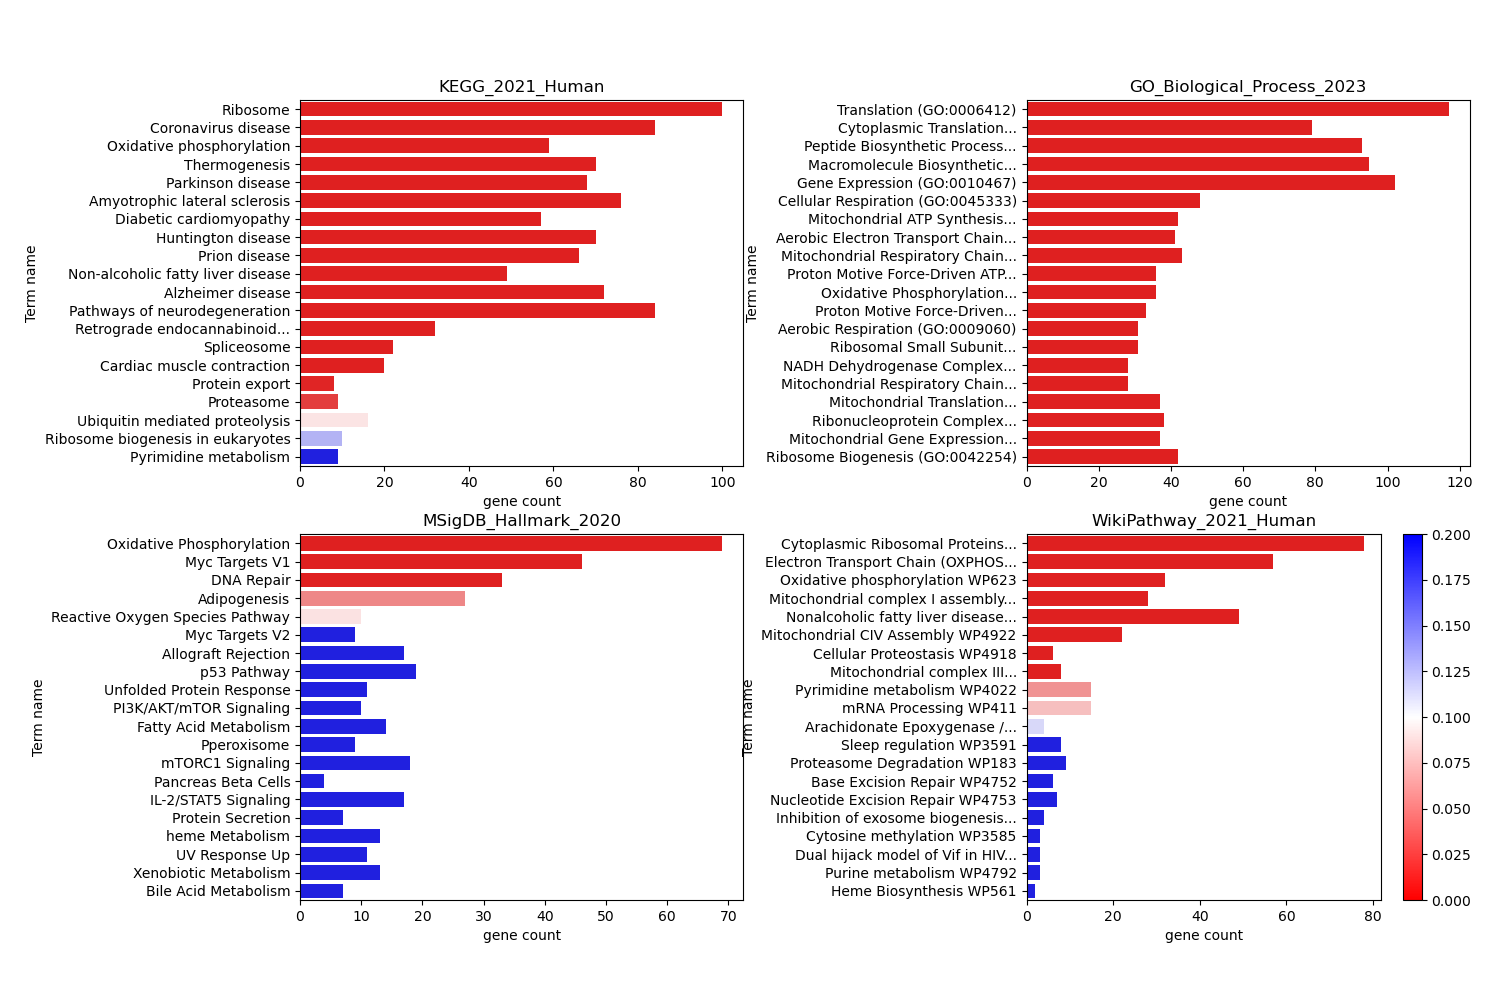 KEGG_2021_Human
Term name
Ribosome
Coronavirus disease
Oxidative phosphorylation
Thermogenesis
Parkinson disease
Amyotrophic lateral sclerosis
Diabetic cardiomyopathy
Huntington disease
Prion disease
Non-alcoholic fatty liver disease
Alzheimer disease
Pathways of neurodegeneration
Retrograde endocannabinoid...
Spliceosome
Cardiac muscle contraction
Protein export
Proteasome
Ubiquitin mediated proteolysis
Ribosome biogenesis in eukaryotes
Pyrimidine metabolism
0 20 40 60 80 100
gene count
GO_Biological_Process_2023
Term name
Translation (GO:0006412)
Cytoplasmic Translation...
Peptide Biosynthetic Process...
Macromolecule Biosynthetic...
Gene Expression (GO:0010467)
Cellular Respiration (GO:0045333)
Mitochondrial ATP Synthesis...
Aerobic Electron Transport Chain...
Mitochondrial Respiratory Chain...
Proton Motive Force-Driven ATP...
Oxidative Phosphorylation...
Proton Motive Force-Driven...
Aerobic Respiration (GO:0009060)
Ribosomal Small Subunit...
NADH Dehydrogenase Complex...
Mitochondrial Respiratory Chain...
Mitochondrial Translation...
Ribonucleoprotein Complex...
Mitochondrial Gene Expression...
Ribosome Biogenesis (GO:0042254)
0 20 40 60 80 100 120
gene count
MSigDB_Hallmark_2020
Term name
Oxidative Phosphorylation
Myc Targets V1
DNA Repair
Adipogenesis
Reactive Oxygen Species Pathway
Myc Targets V2
Allograft Rejection
p53 Pathway
Unfolded Protein Response
PI3K/AKT/mTOR Signaling
Fatty Acid Metabolism
Pperoxisome
mTORC1 Signaling
Pancreas Beta Cells
IL-2/STAT5 Signaling
Protein Secretion
heme Metabolism
UV Response Up
Xenobiotic Metabolism
Bile Acid Metabolism
0 10 20 30 40 50 60 70
gene count
WikiPathway_2021_Human
Term name
Cytoplasmic Ribosomal Proteins...
Electron Transport Chain (OXPHOS...
Oxidative phosphorylation WP623
Mitochondrial complex I assembly...
Nonalcoholic fatty liver disease...
Mitochondrial CIV Assembly WP4922
Cellular Proteostasis WP4918
Mitochondrial complex III...
Pyrimidine metabolism WP4022
mRNA Processing WP411
Arachidonate Epoxygenase /...
Sleep regulation WP3591
Proteasome Degradation WP183
Base Excision Repair WP4752
Nucleotide Excision Repair WP4753
Inhibition of exosome biogenesis...
Cytosine methylation WP3585
Dual hijack model of Vif in HIV...
Purine metabolism WP4792
Heme Biosynthesis WP561
0 20 40 60 80
gene count
0.200
0.175
0.150
0.125
0.100
0.075
0.050
0.025
0.000